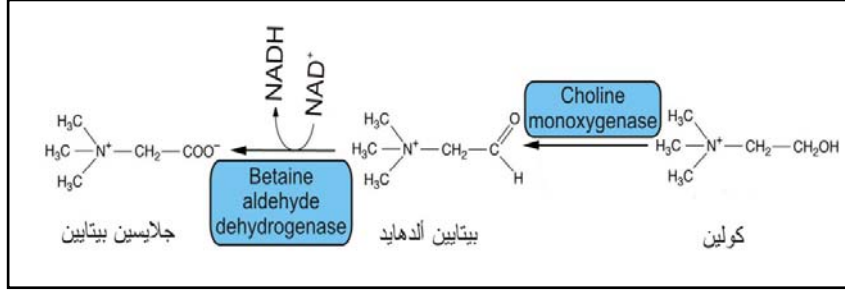 NADH
NAD⁺
Choline
monoxygenase
H₃C
H₃C—N⁺—CH₂—COO⁻
H₃C
H₃C
H₃C—N⁺—CH₂—C
O
H
H₃C
H₃C
H₃C—N⁺—CH₂—CH₂OH
H₃C
Betaine
aldehyde
dehydrogenase
كولين
بيتايين ألدهايد
جلايسين بيتايين